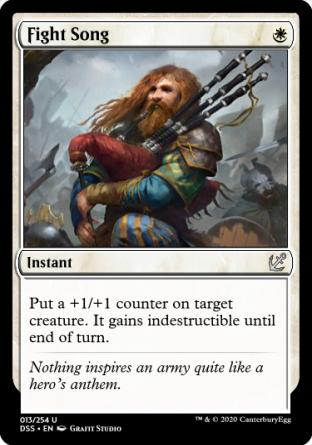 Fight Song
Instant
Put a +1/+1 counter on target
creature. It gains indestructible until
end of turn.
Nothing inspires an army quite like a
hero's anthem.
013/254 U
DSS • EN Grafit Studio
™ & © 2020 CanterburyEgg